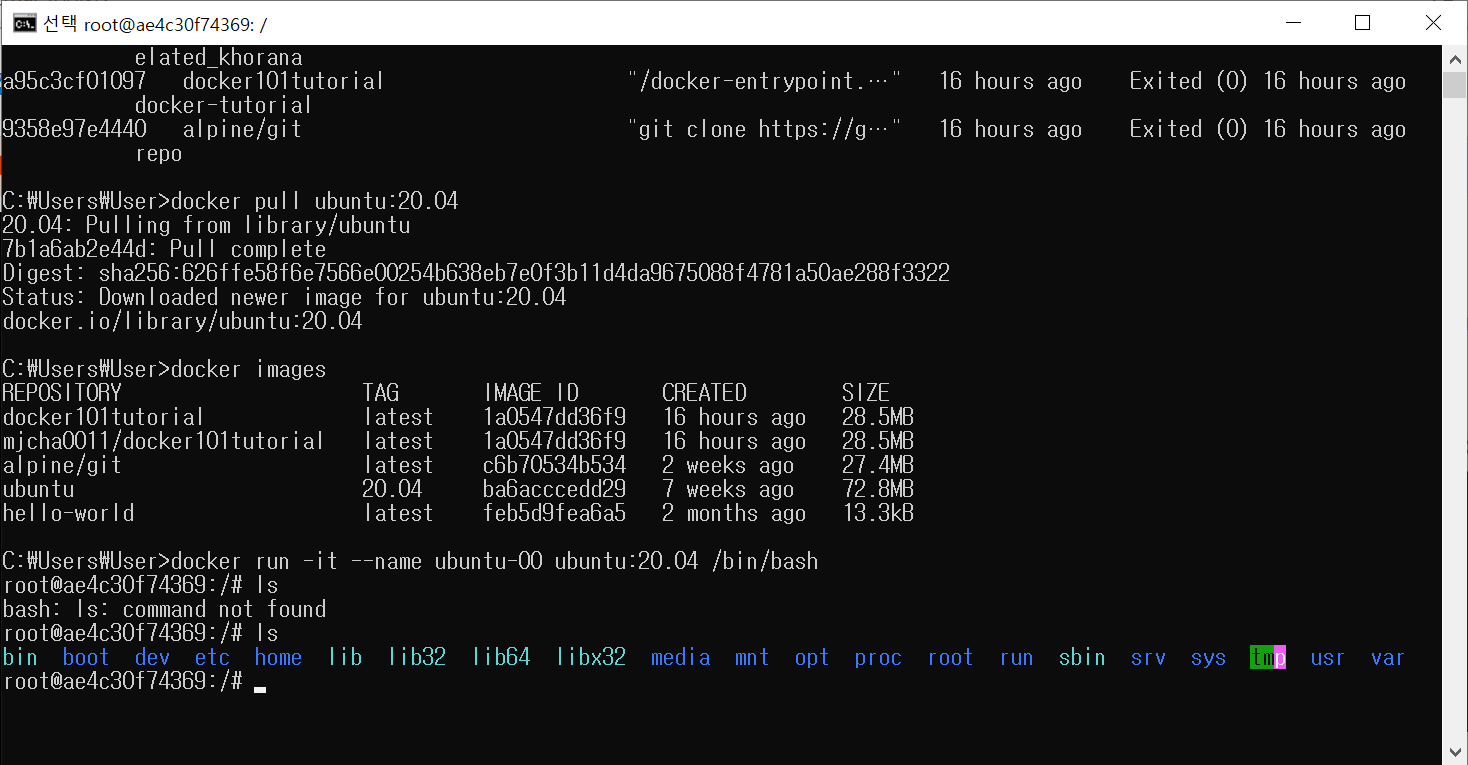 선택 root@ae4c30f74369: /
elated_khorana
a95c3cf01097 docker101tutorial "/docker-entrypoint.…" 16 hours ago Exited (0) 16 hours ago
docker-tutorial
9358e97e4440 alpine/git "git clone https://g…" 16 hours ago Exited (0) 16 hours ago
repo
C:₩Users₩User>docker pull ubuntu:20.04
20.04: Pulling from library/ubuntu
7b1a6ab2e44d: Pull complete
Digest: sha256:626ffe58f6e7566e00254b638eb7e0f3b11d4da9675088f4781a50ae288f3322
Status: Downloaded newer image for ubuntu:20.04
docker.io/library/ubuntu:20.04
C:₩Users₩User>docker images
REPOSITORY TAG IMAGE ID CREATED SIZE
docker101tutorial latest 1a0547dd36f9 16 hours ago 28.5MB
mjcha0011/docker101tutorial latest 1a0547dd36f9 16 hours ago 28.5MB
alpine/git latest c6b70534b534 2 weeks ago 27.4MB
ubuntu 20.04 ba6acccedd29 7 weeks ago 72.8MB
hello-world latest feb5d9fea6a5 2 months ago 13.3kB
C:₩Users₩User>docker run -it --name ubuntu-00 ubuntu:20.04 /bin/bash
root@ae4c30f74369:/# ls
bash: ls: command not found
root@ae4c30f74369:/# ls
bin boot dev etc home lib lib32 lib64 libx32 media mnt opt proc root run sbin srv sys tmp usr var
root@ae4c30f74369:/#